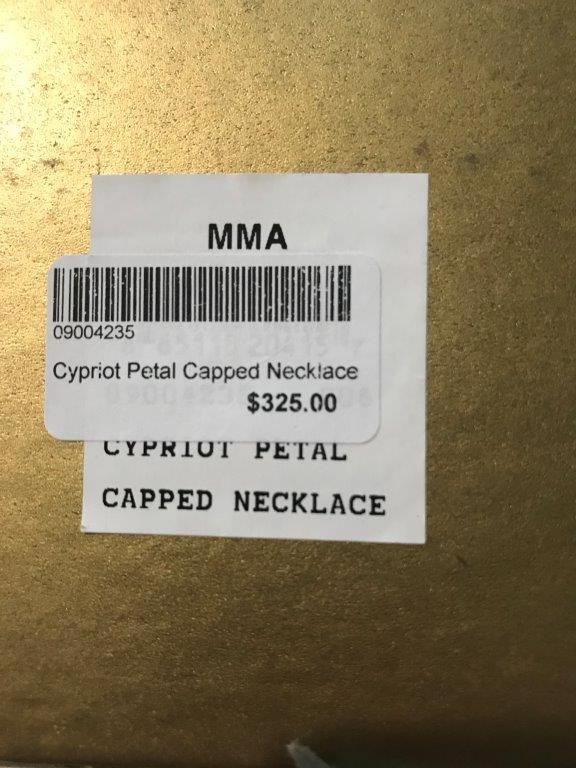 MMA
09004235
Cypriot Petal Capped Necklace
$325.00
CYPRIOT PETAL
CAPPED NECKLACE